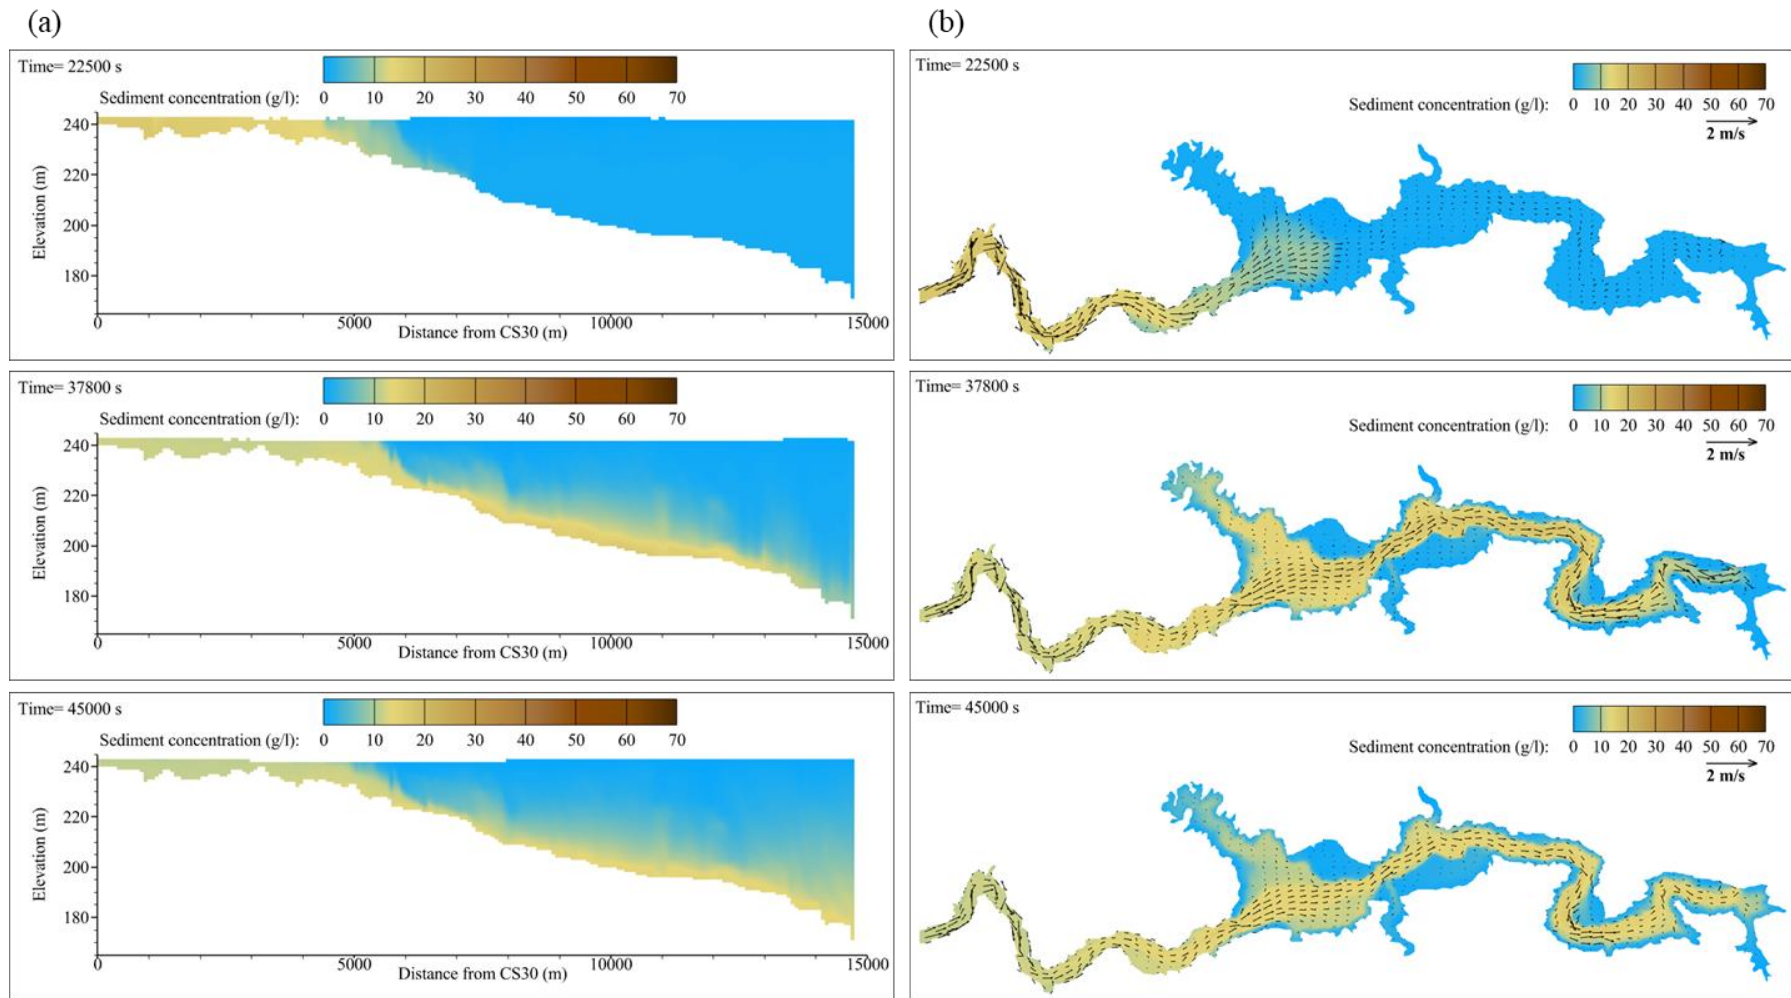 (a)
Time= 22500 s
Sediment concentration (g/l): 0 10 20 30 40 50 60 70
240
220
200
180
Elevation (m)
0 5000 10000 15000
Distance from CS30 (m)
Time= 37800 s
Sediment concentration (g/l): 0 10 20 30 40 50 60 70
240
220
200
180
Elevation (m)
0 5000 10000 15000
Distance from CS30 (m)
Time= 45000 s
Sediment concentration (g/l): 0 10 20 30 40 50 60 70
240
220
200
180
Elevation (m)
0 5000 10000 15000
Distance from CS30 (m)
(b)
Time= 22500 s
Sediment concentration (g/l): 0 10 20 30 40 50 60 70
2 m/s
Time= 37800 s
Sediment concentration (g/l): 0 10 20 30 40 50 60 70
2 m/s
Time= 45000 s
Sediment concentration (g/l): 0 10 20 30 40 50 60 70
2 m/s